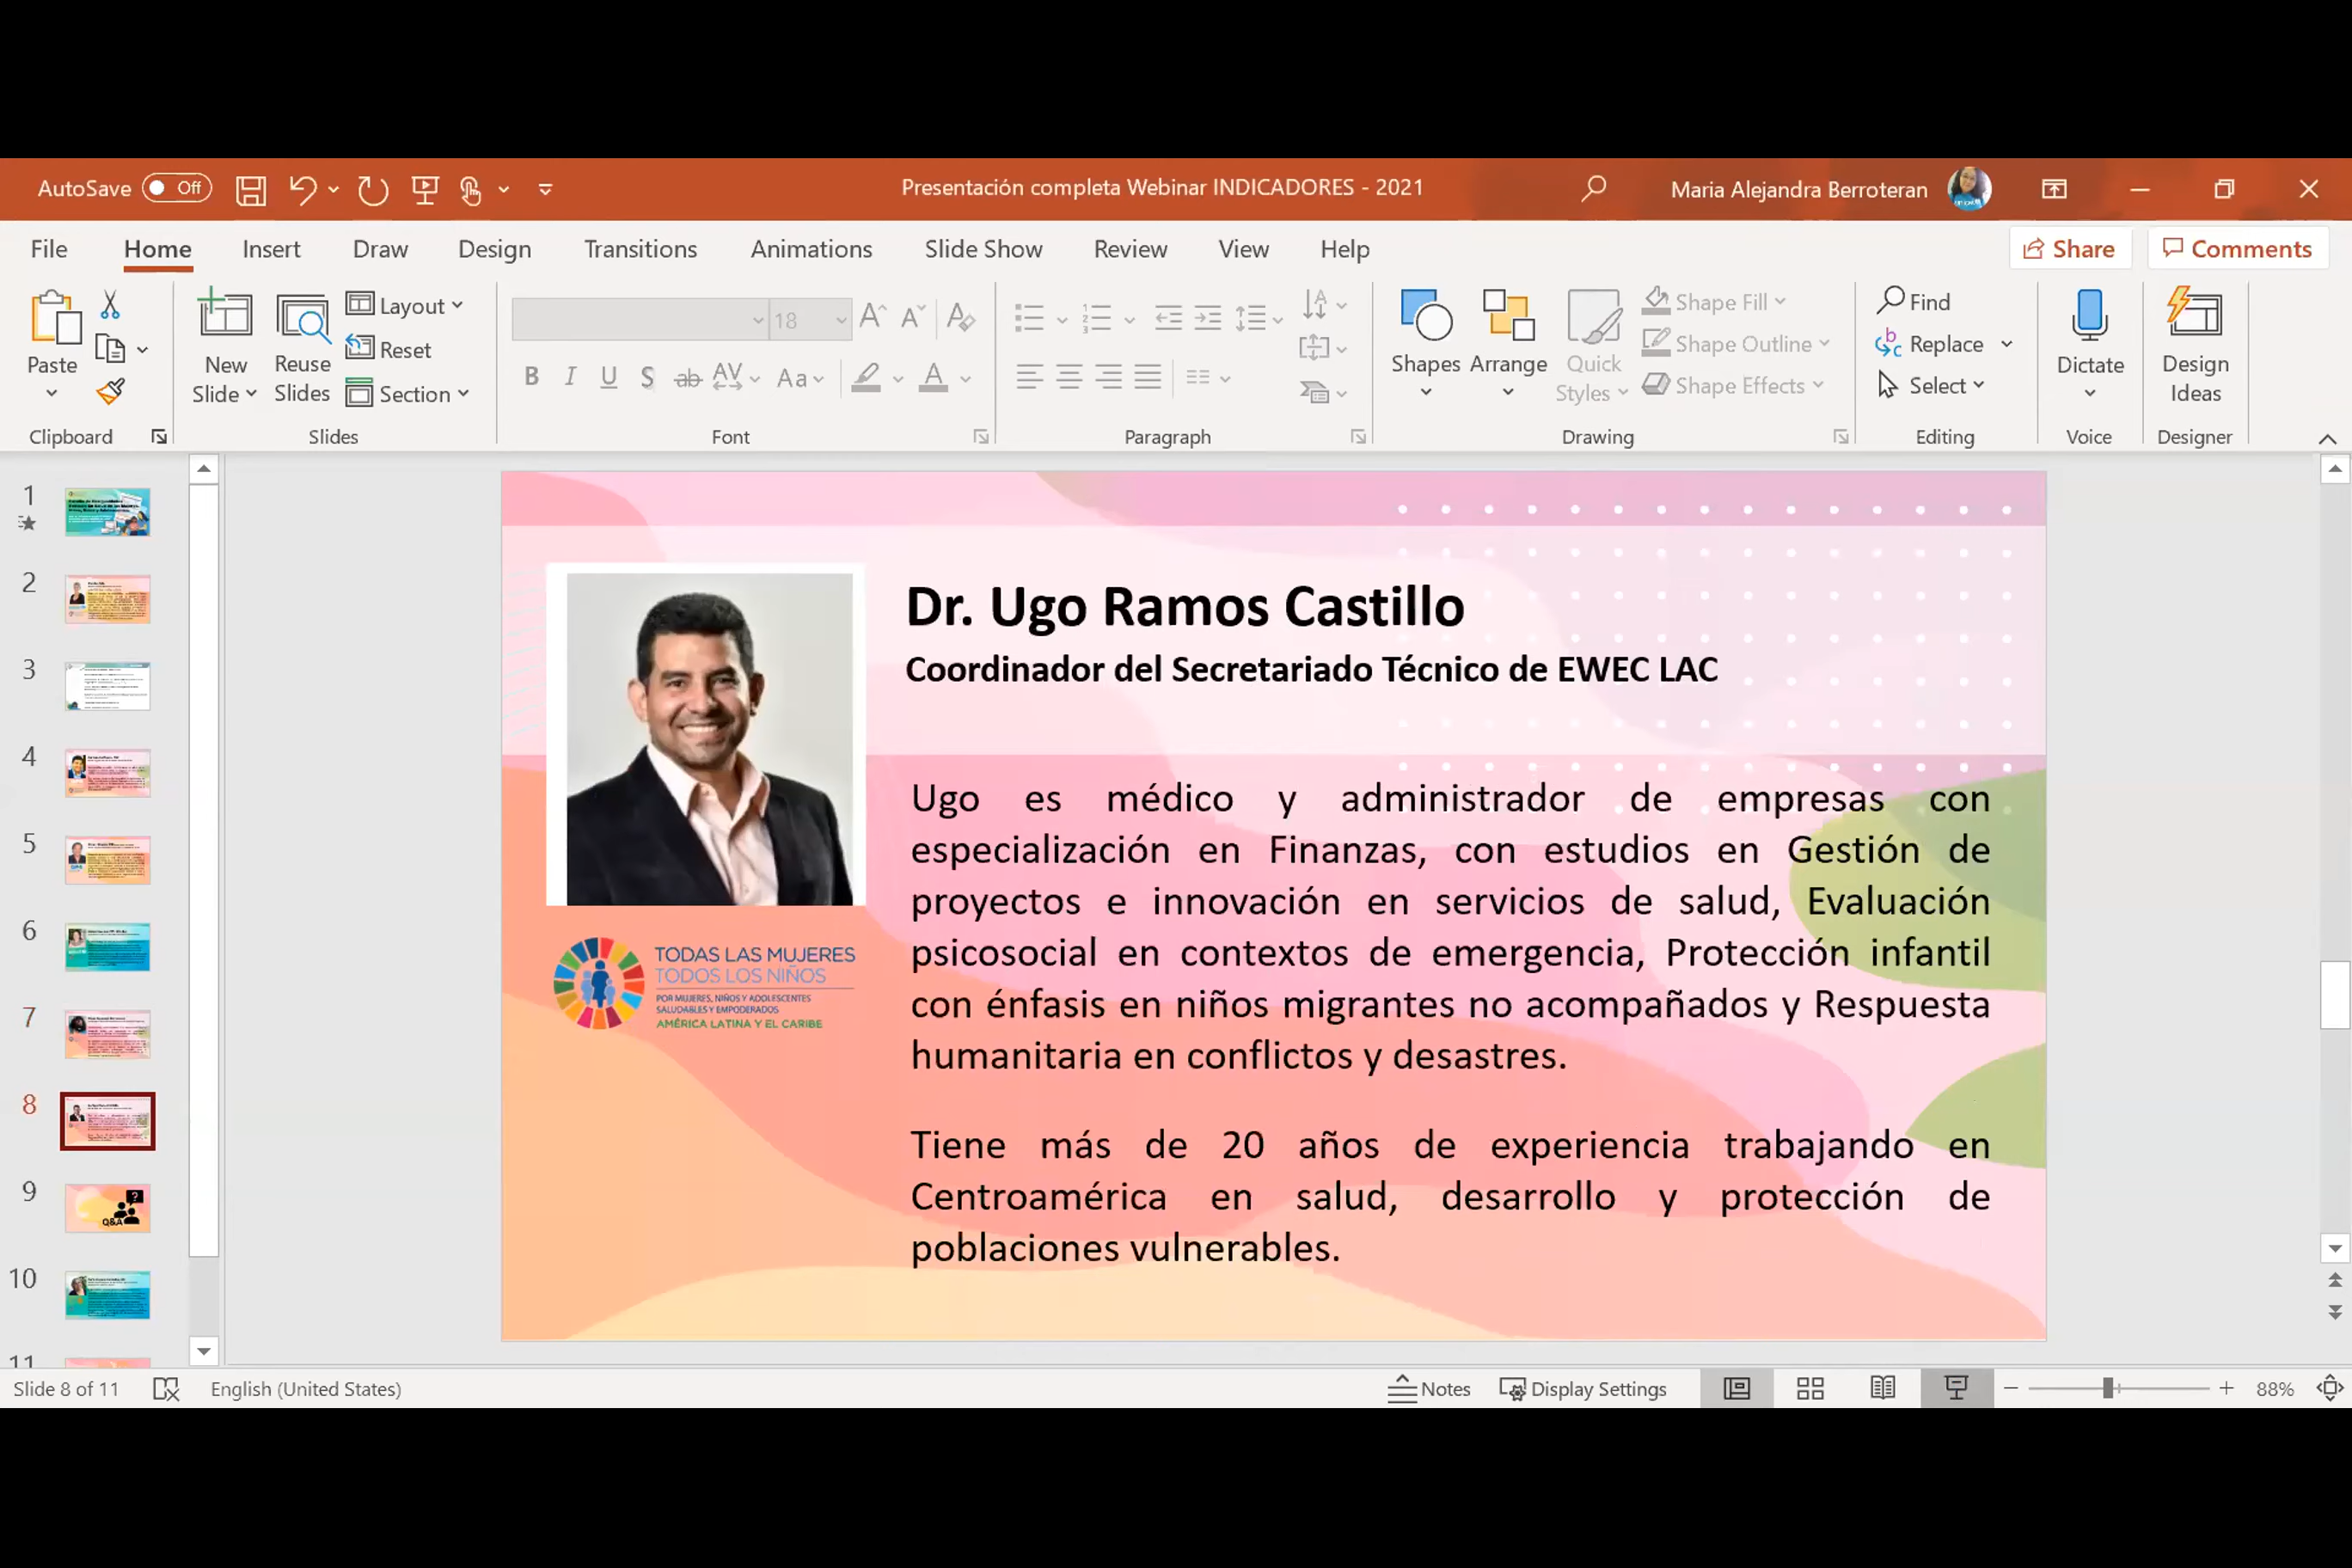 AutoSave Off Presentación completa Webinar INDICADORES - 2021 Maria Alejandra Berroteran
File Home Insert Draw Design Transitions Animations Slide Show Review View Help Share Comments
Paste
New Slide
Reuse Slides
Layout
Reset
Section
18
B I U S ab AV Aa A
Shapes Arrange Quick Styles
Shape Fill
Shape Outline
Shape Effects
Find
Replace
Select
Dictate
Design Ideas
Clipboard Slides Font Paragraph Drawing Editing Voice Designer
1
2
3
4
5
6
7
8
9
Q&A
10
11
Dr. Ugo Ramos Castillo
Coordinador del Secretariado Técnico de EWEC LAC
TODAS LAS MUJERES
TODOS LOS NIÑOS
POR MUJERES, NIÑOS Y ADOLESCENTES
SALUDABLES Y EMPODERADOS
AMÉRICA LATINA Y EL CARIBE
Ugo es médico y administrador de empresas con
especialización en Finanzas, con estudios en Gestión de
proyectos e innovación en servicios de salud, Evaluación
psicosocial en contextos de emergencia, Protección infantil
con énfasis en niños migrantes no acompañados y Respuesta
humanitaria en conflictos y desastres.
Tiene más de 20 años de experiencia trabajando en
Centroamérica en salud, desarrollo y protección de
poblaciones vulnerables.
Slide 8 of 11 English (United States) Notes Display Settings 88%